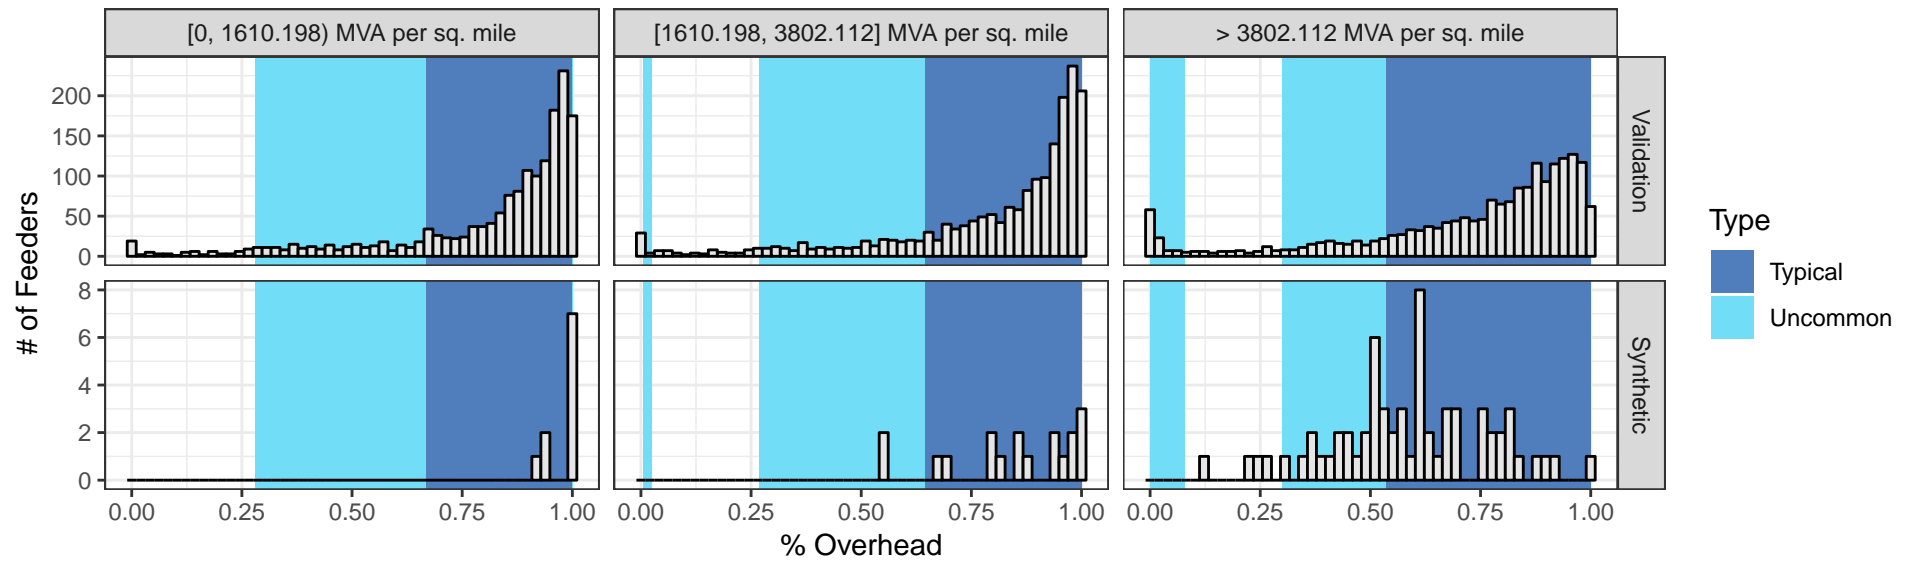 [0, 1610.198) MVA per sq. mile
[1610.198, 3802.112] MVA per sq. mile
> 3802.112 MVA per sq. mile
# of Feeders
200
150
100
50
0
Validation
8
6
4
2
0
Synthetic
0.00 0.25 0.50 0.75 1.00
0.00 0.25 0.50 0.75 1.00
0.00 0.25 0.50 0.75 1.00
% Overhead
Type
Typical
Uncommon